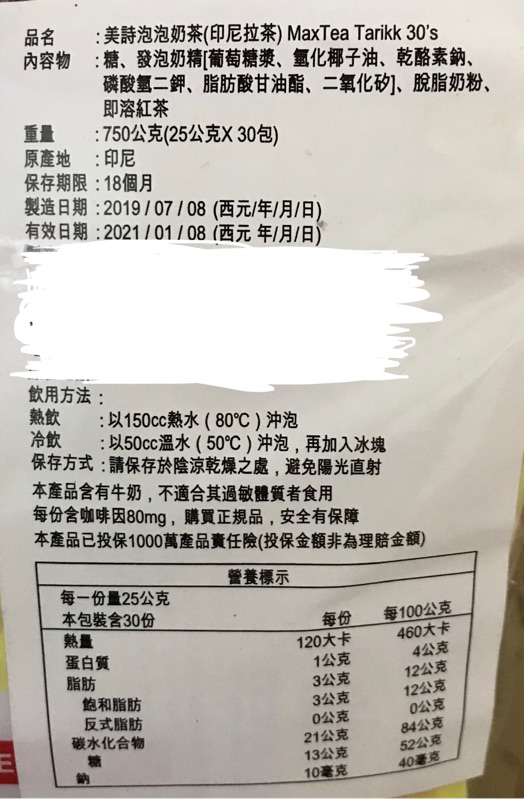 品名 :美詩泡泡奶茶(印尼拉茶) MaxTea Tarikk 30's
內容物 :糖、發泡奶精[葡萄糖漿、氫化椰子油、乾酪素鈉、
磷酸氫二鉀、脂肪酸甘油酯、二氧化矽]、脫脂奶粉、
即溶紅茶
重量 :750公克(25公克X 30包)
原產地 :印尼
保存期限 :18個月
製造日期 :2019 / 07 / 08 (西元/年/月/日)
有效日期 :2021 / 01 / 08 (西元 年/月/日)
飲用方法 :
熱飲 :以150cc熱水 ( 80℃ ) 沖泡
冷飲 :以50cc溫水 ( 50℃ ) 沖泡 , 再加入冰塊
保存方式 :請保存於陰涼乾燥之處 , 避免陽光直射
本產品含有牛奶 , 不適合其過敏體質者食用
每份含咖啡因80mg , 購買正規品 , 安全有保障
本產品已投保1000萬產品責任險(投保金額非為理賠金額)
營養標示
每一份量25公克
本包裝含30份 每份 每100公克
熱量 120大卡 460大卡
蛋白質 1公克 4公克
脂肪 3公克 12公克
飽和脂肪 3公克 12公克
反式脂肪 0公克 0公克
碳水化合物 21公克 84公克
糖 13公克 52公克
鈉 10毫克 40毫克